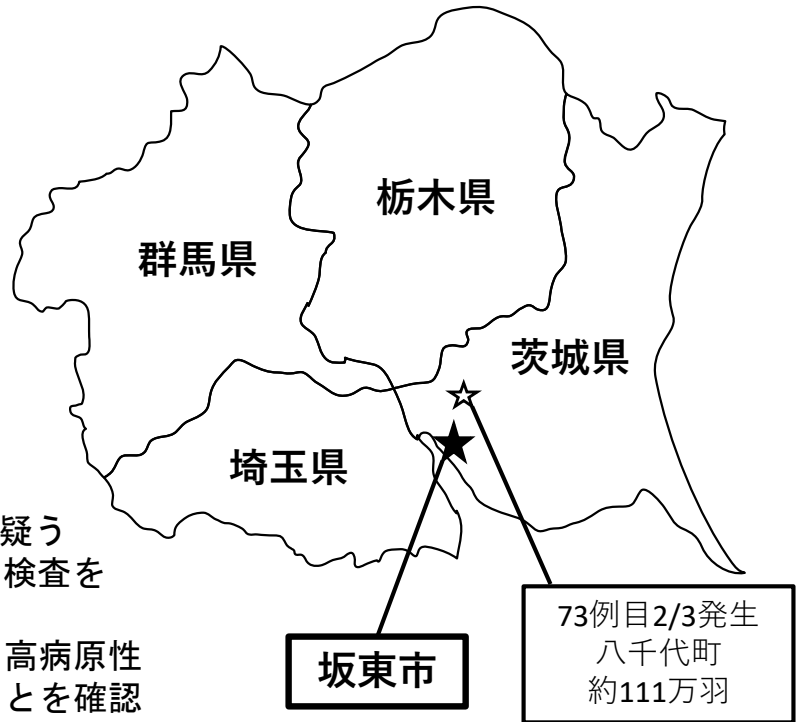 栃木県
群馬県
茨城県
埼玉県
疑う
検査を
高病原性
とを確認
坂東市
73例目2/3発生
八千代町
約111万羽